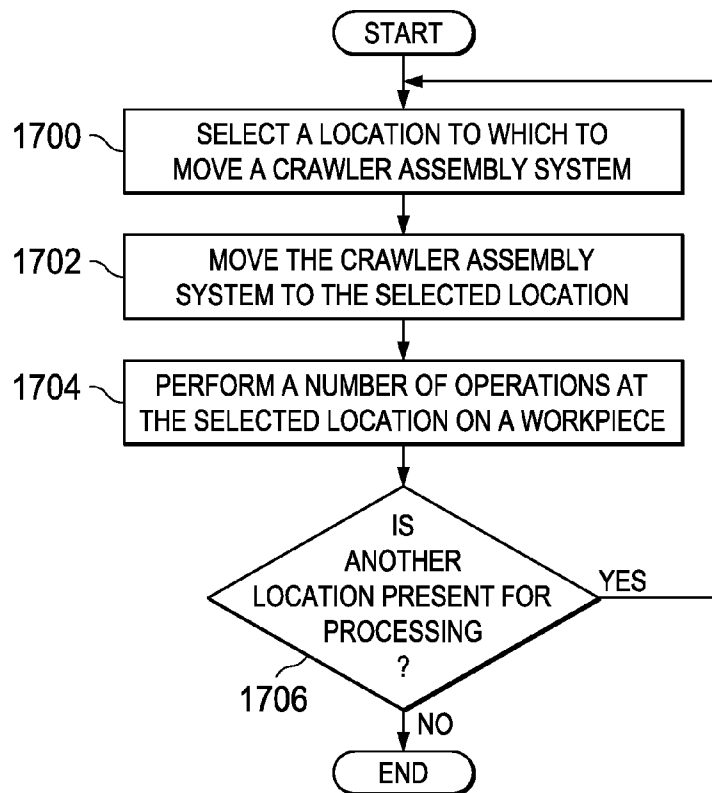 START
1700
SELECT A LOCATION TO WHICH TO
MOVE A CRAWLER ASSEMBLY SYSTEM
1702
MOVE THE CRAWLER ASSEMBLY
SYSTEM TO THE SELECTED LOCATION
1704
PERFORM A NUMBER OF OPERATIONS AT
THE SELECTED LOCATION ON A WORKPIECE
IS
ANOTHER
LOCATION PRESENT FOR
PROCESSING
?
YES
1706
NO
END